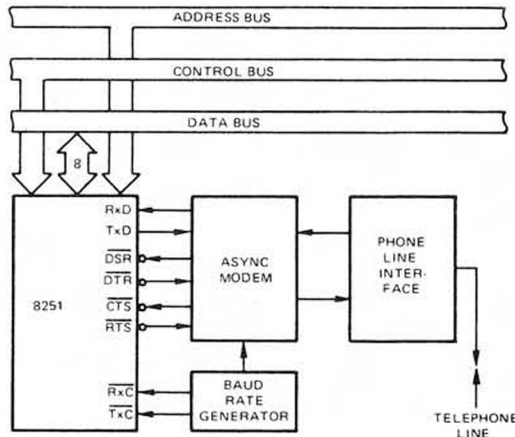 ADDRESS BUS
CONTROL BUS
DATA BUS
8
8251
RxD
TxD
DSR
DTR
CTS
RTS
RxC
TxC
ASYNC
MODEM
PHONE
LINE
INTER-
FACE
BAUD
RATE
GENERATOR
TELEPHONE
LINE